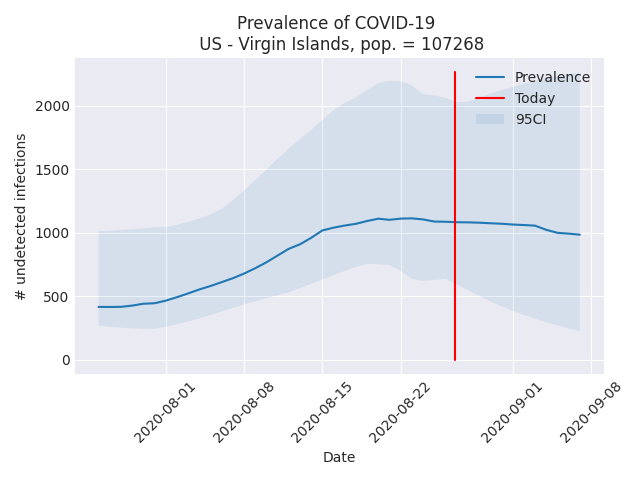 Prevalence of COVID-19
US - Virgin Islands, pop. = 107268
Prevalence
Today
95CI
# undetected infections
2000
1500
1000
500
0
2020-08-01
2020-08-08
2020-08-15
2020-08-22
2020-09-01
2020-09-08
Date